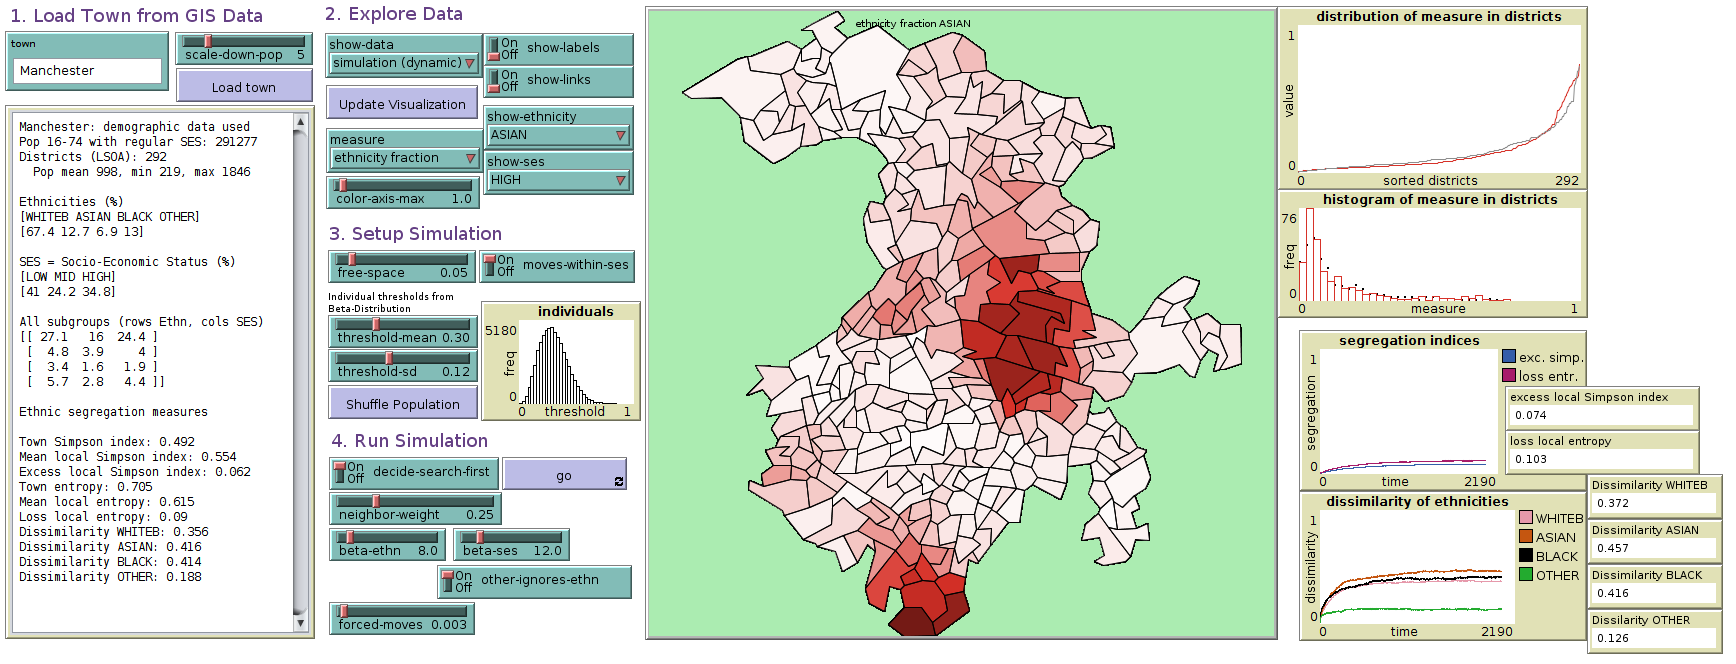 1. Load Town from GIS Data
town
Manchester
scale-down-pop 5
Load town
Manchester: demographic data used
Pop 16-74 with regular SES: 291277
Districts (LSOA): 292
Pop mean 998, min 219, max 1846
Ethnicities (%)
[WHITEB ASIAN BLACK OTHER]
[67.4 12.7 6.9 13]
SES = Socio-Economic Status (%)
[LOW MID HIGH]
[41 24.2 34.8]
All subgroups (rows Ethn, cols SES)
[[ 27.1 16 24.4 ]
[ 4.8 3.9 4 ]
[ 3.4 1.6 1.9 ]
[ 5.7 2.8 4.4 ]]
Ethnic segregation measures
Town Simpson index: 0.492
Mean local Simpson index: 0.554
Excess local Simpson index: 0.062
Town entropy: 0.705
Mean local entropy: 0.615
Loss local entropy: 0.09
Dissimilarity WHITEB: 0.356
Dissimilarity ASIAN: 0.416
Dissimilarity BLACK: 0.414
Dissimilarity OTHER: 0.188
2. Explore Data
show-data
simulation (dynamic)
On
Off
show-labels
On
Off
show-links
Update Visualization
show-ethnicity
ASIAN
measure
ethnicity fraction
show-ses
HIGH
color-axis-max 1.0
3. Setup Simulation
free-space 0.05
On
Off
moves-within-ses
Individual thresholds from
Beta-Distribution
threshold-mean 0.30
threshold-sd 0.12
Shuffle Population
individuals
5180
freq
0
0 threshold 1
4. Run Simulation
On
Off
decide-search-first
go
neighbor-weight 0.25
beta-ethn 8.0
beta-ses 12.0
On
Off
other-ignores-ethn
forced-moves 0.003
ethnicity fraction ASIAN
distribution of measure in districts
1
value
0
0 sorted districts 292
histogram of measure in districts
76
freq
0
0 measure 1
segregation indices
1
segregation
0
0 time 2190
exc. simp.
loss entr.
excess local Simpson index
0.074
loss local entropy
0.103
dissimilarity of ethnicities
1
dissimilarity
0
0 time 2190
WHITEB
ASIAN
BLACK
OTHER
Dissimilarity WHITEB
0.372
Dissimilarity ASIAN
0.457
Dissimilarity BLACK
0.416
Dissilarity OTHER
0.126